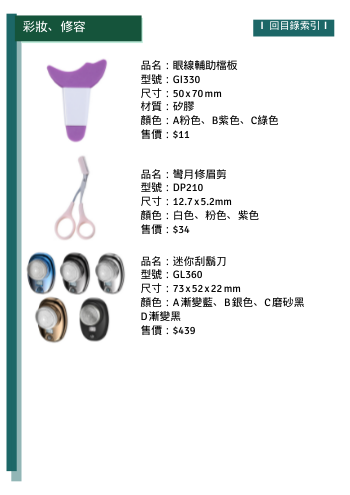 彩妝、修容
回目錄索引
品名：眼線輔助檔板
型號：GI330
尺寸：50x70mm
材質：矽膠
顏色：A粉色、B紫色、C綠色
售價：$11
品名：彎月修眉剪
型號：DP210
尺寸：12.7x5.2mm
顏色：白色、粉色、紫色
售價：$34
品名：迷你刮鬍刀
型號：GL360
尺寸：73x52x22mm
顏色：A漸變藍、B銀色、C磨砂黑
D漸變黑
售價：$439